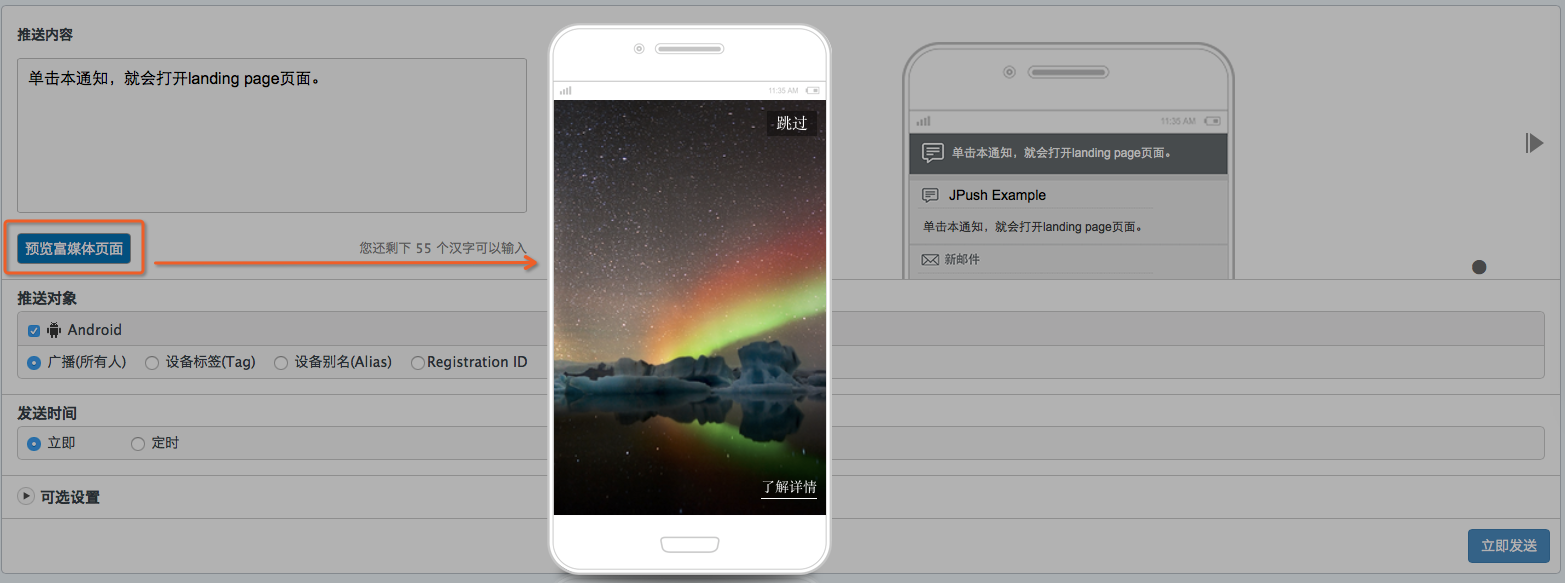 推送内容
单击本通知，就会打开landing page页面。
预览富媒体页面
您还剩下 55 个汉字可以输入
11:35 AM
跳过
了解详情
11:35 AM
单击本通知，就会打开landing page页面。
JPush Example
单击本通知，就会打开landing page页面。
新邮件
推送对象
Android
广播(所有人) 设备标签(Tag) 设备别名(Alias) Registration ID
发送时间
立即 定时
可选设置
立即发送